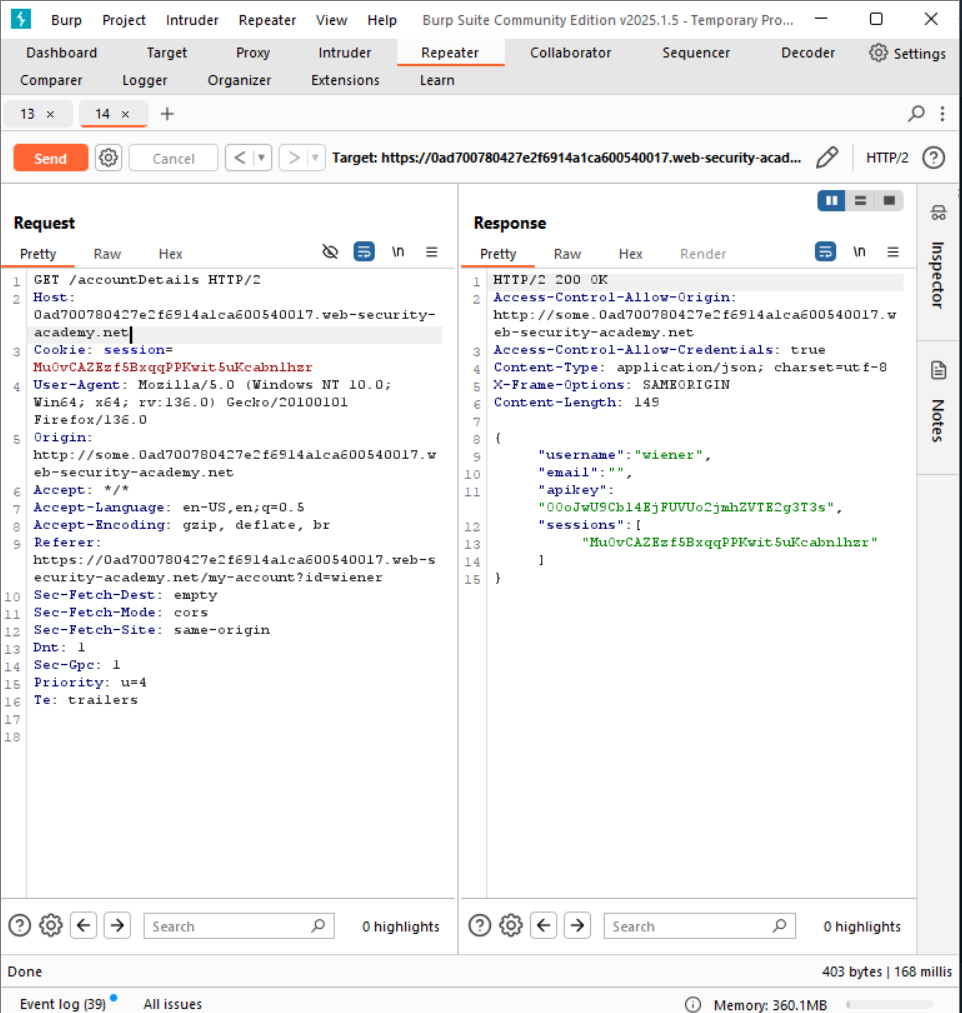 Burp Project Intruder Repeater View Help Burp Suite Community Edition v2025.1.5 - Temporary Pro...
Dashboard Target Proxy Intruder Repeater Collaborator Sequencer Decoder Settings
Comparer Logger Organizer Extensions Learn
13 × 14 × +
Send Cancel < > Target: https://0ad700780427e2f6914a1ca600540017.web-security-acad... HTTP/2
Request
Pretty Raw Hex \n
1 GET /accountDetails HTTP/2
2 Host:
0ad700780427e2f6914a1ca600540017.web-security-
academy.net
3 Cookie: session=
MuOvCAZEzf5BxqqPPKwit5uKcabnlhzr
4 User-Agent: Mozilla/5.0 (Windows NT 10.0;
Win64; x64; rv:136.0) Gecko/20100101
Firefox/136.0
5 Origin:
http://some.0ad700780427e2f6914a1ca600540017.w
eb-security-academy.net
6 Accept: */*
7 Accept-Language: en-US,en;q=0.5
8 Accept-Encoding: gzip, deflate, br
9 Referer:
https://0ad700780427e2f6914a1ca600540017.web-s
ecurity-academy.net/my-account?id=wiener
10 Sec-Fetch-Dest: empty
11 Sec-Fetch-Mode: cors
12 Sec-Fetch-Site: same-origin
13 Dnt: 1
14 Sec-Gpc: 1
15 Priority: u=4
16 Te: trailers
17
18
Search 0 highlights
Response
Pretty Raw Hex Render \n
1 HTTP/2 200 OK
2 Access-Control-Allow-Origin:
http://some.0ad700780427e2f6914a1ca600540017.w
eb-security-academy.net
3 Access-Control-Allow-Credentials: true
4 Content-Type: application/json; charset=utf-8
5 X-Frame-Options: SAMEORIGIN
6 Content-Length: 149
7
8 {
9 "username":"wiener",
10 "email":"",
11 "apikey":
"OOoJwU9Cbl4EjFUVUo2jmhZVTE2g3T3s",
12 "sessions":[
13 "MuOvCAZEzf5BxqqPPKwit5uKcabnlhzr"
14 ]
15 }
Search 0 highlights
Inspector
Notes
Done 403 bytes | 168 millis
Event log (39) All issues Memory: 360.1MB